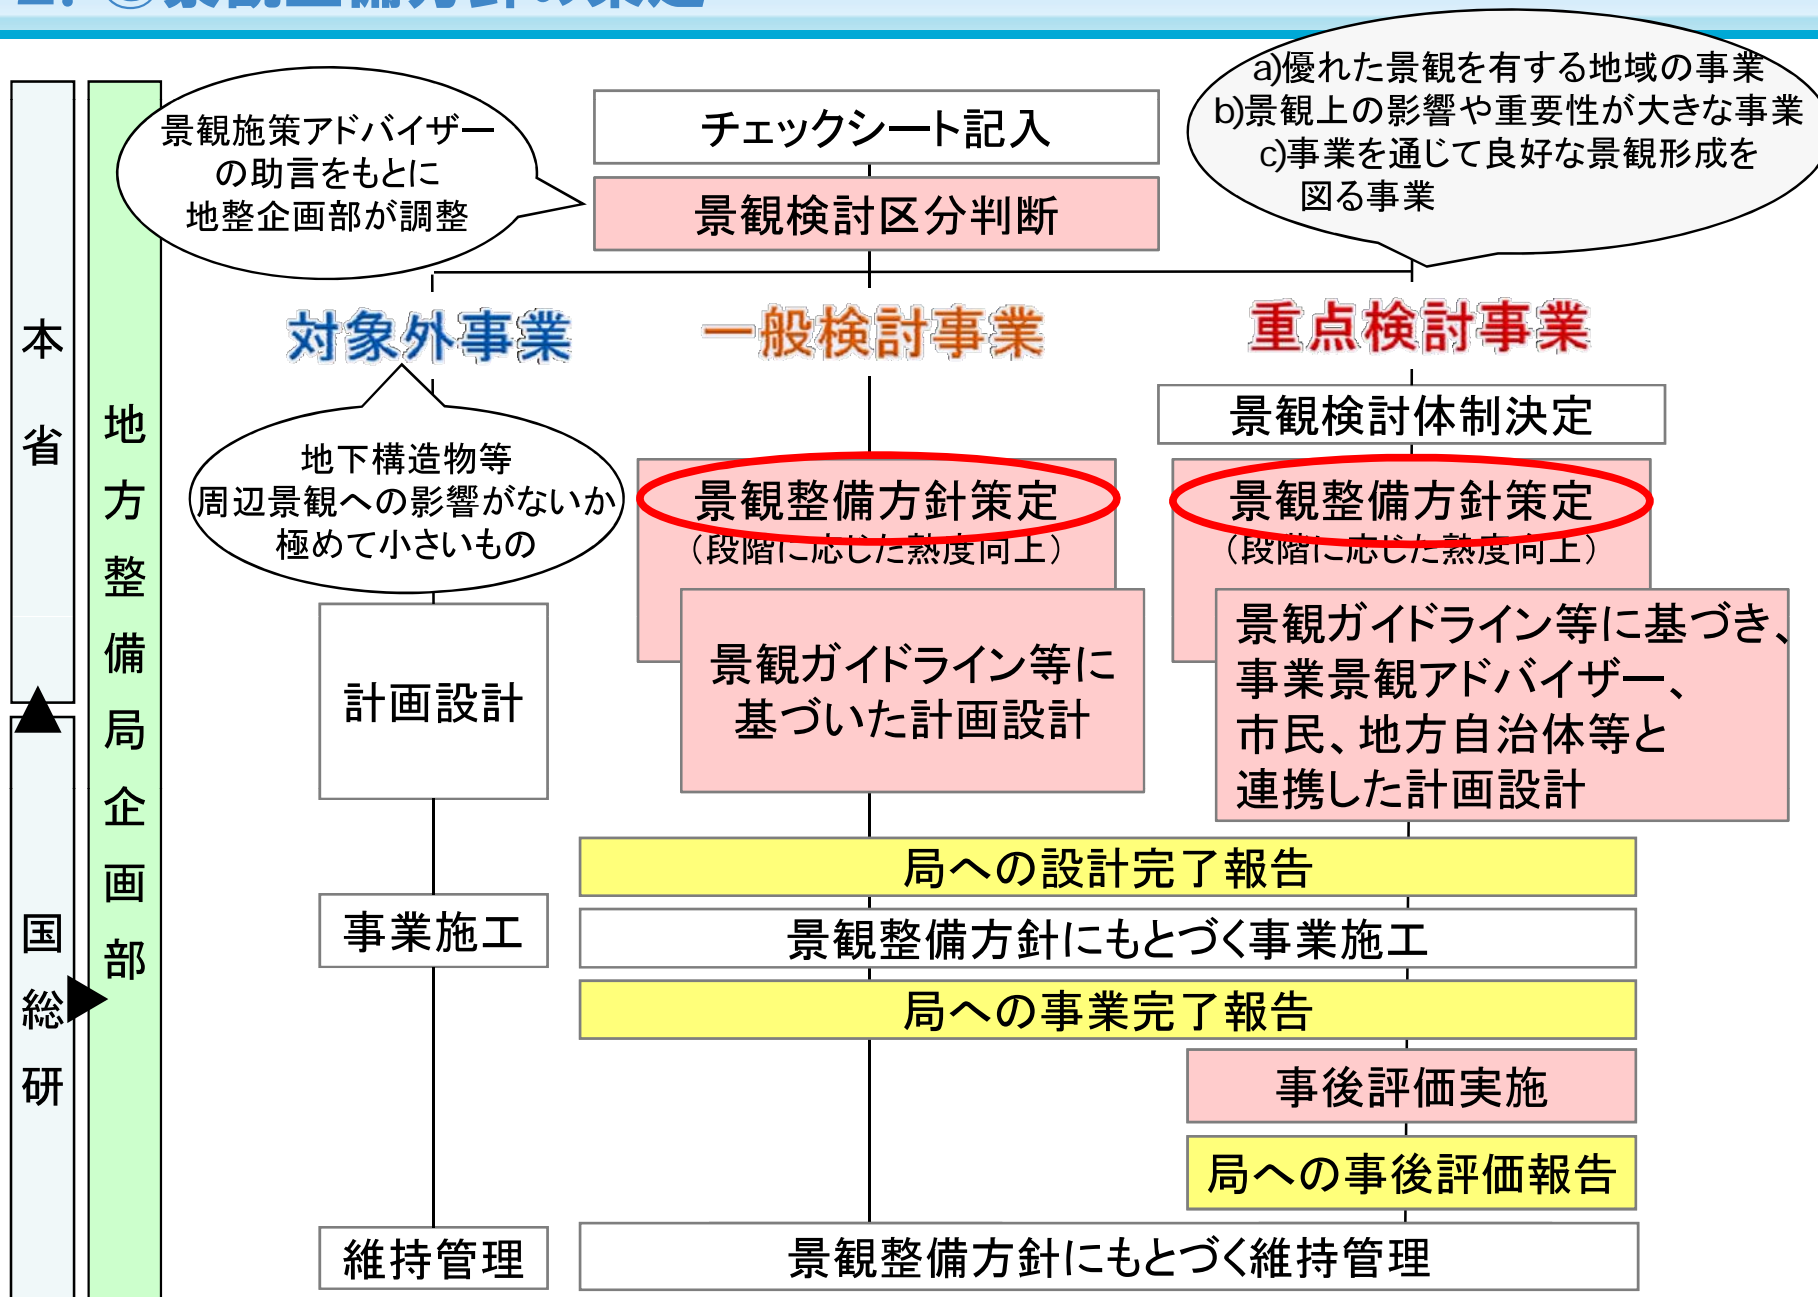 景観施策アドバイザー
の助言をもとに
地整企画部が調整
チェックシート記入
景観検討区分判断
a)優れた景観を有する地域の事業
b)景観上の影響や重要性が大きな事業
c)事業を通じて良好な景観形成を
図る事業
対象外事業
一般検討事業
重点検討事業
本省
国総研
地方整備局企画部
地下構造物等
周辺景観への影響がないか
極めて小さいもの
景観検討体制決定
景観整備方針策定
（段階に応じた熟度向上）
景観整備方針策定
（段階に応じた熟度向上）
計画設計
景観ガイドライン等に
基づいた計画設計
景観ガイドライン等に基づき、
事業景観アドバイザー、
市民、地方自治体等と
連携した計画設計
局への設計完了報告
事業施工
景観整備方針にもとづく事業施工
局への事業完了報告
事後評価実施
局への事後評価報告
維持管理
景観整備方針にもとづく維持管理